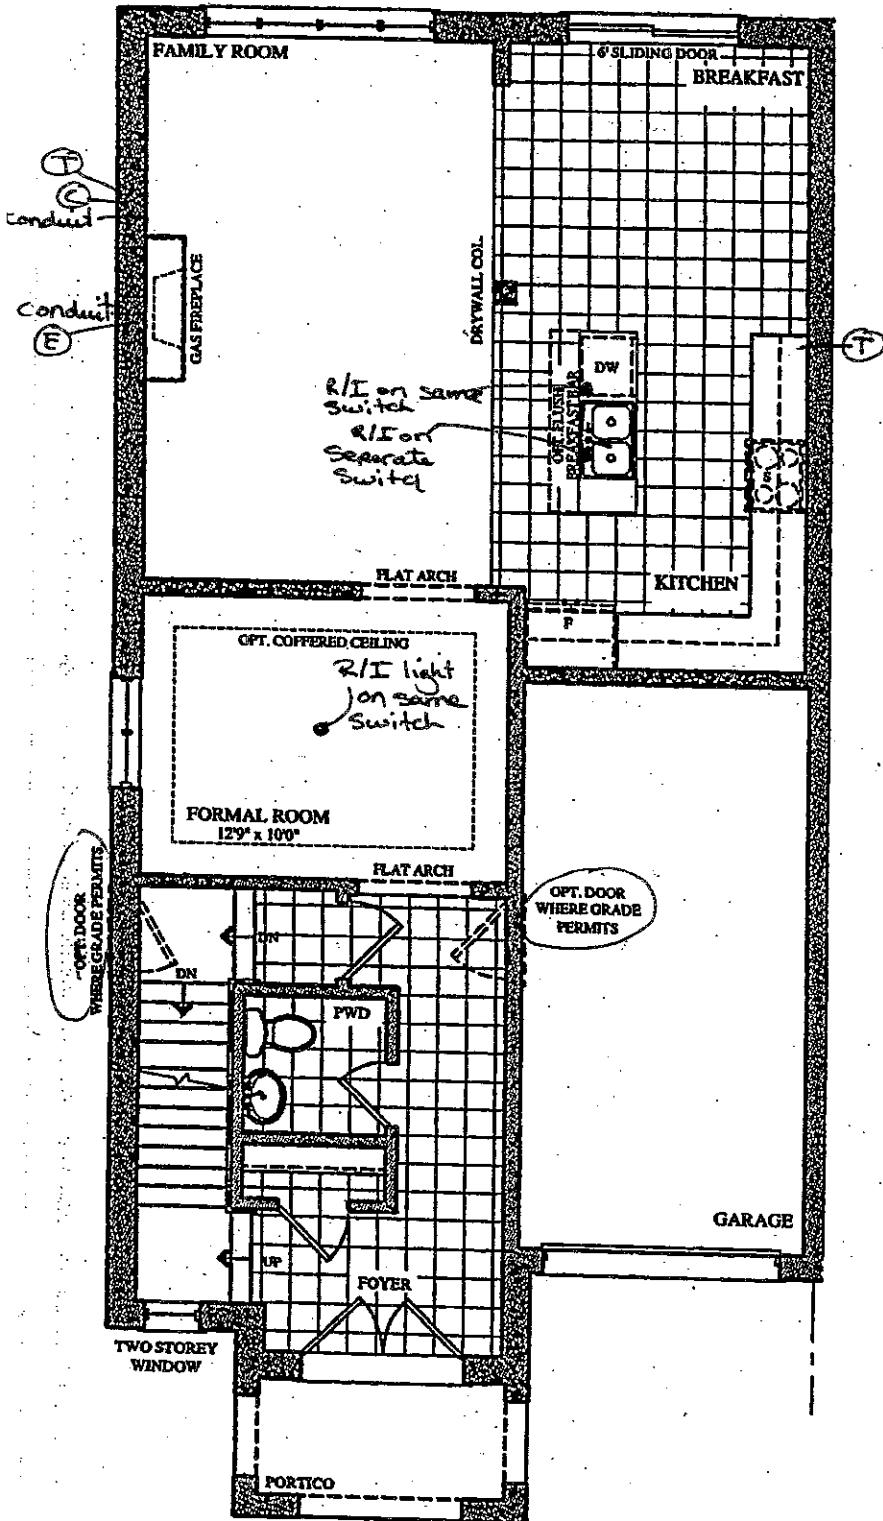 FAMILY ROOM
6' SLIDING DOOR
BREAKFAST
T
C
conduit
conduit
E
GAS FIREPLACE
DRYWALL COL.
T
DW
R/I on same
switch
R/I on
Seperate
Switch
OPT. FLUSH
BREAKFAST BAR
FLAT ARCH
KITCHEN
F
OPT. COFFERED CEILING
R/I light
on same
Switch
FORMAL ROOM
12'9" x 10'0"
FLAT ARCH
OPT. DOOR
WHERE GRADE PERMITS
OPT. DOOR
WHERE GRADE
PERMITS
DN
DN
PWD
GARAGE
UP
FOYER
TWO STOREY
WINDOW
PORTICO